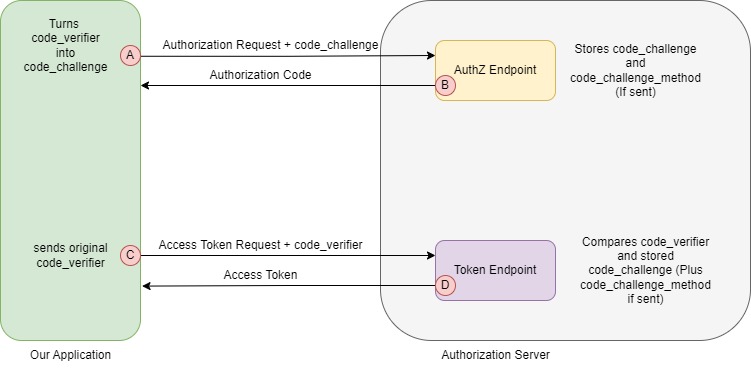 Turns
code_verifier
into
code_challenge
A
Authorization Request + code_challenge
Authorization Code
AuthZ Endpoint
B
Stores code_challenge
and
code_challenge_method
(If sent)
sends original
code_verifier
C
Access Token Request + code_verifier
Access Token
Token Endpoint
D
Compares code_verifier
and stored
code_challenge (Plus
code_challenge_method
if sent)
Our Application
Authorization Server